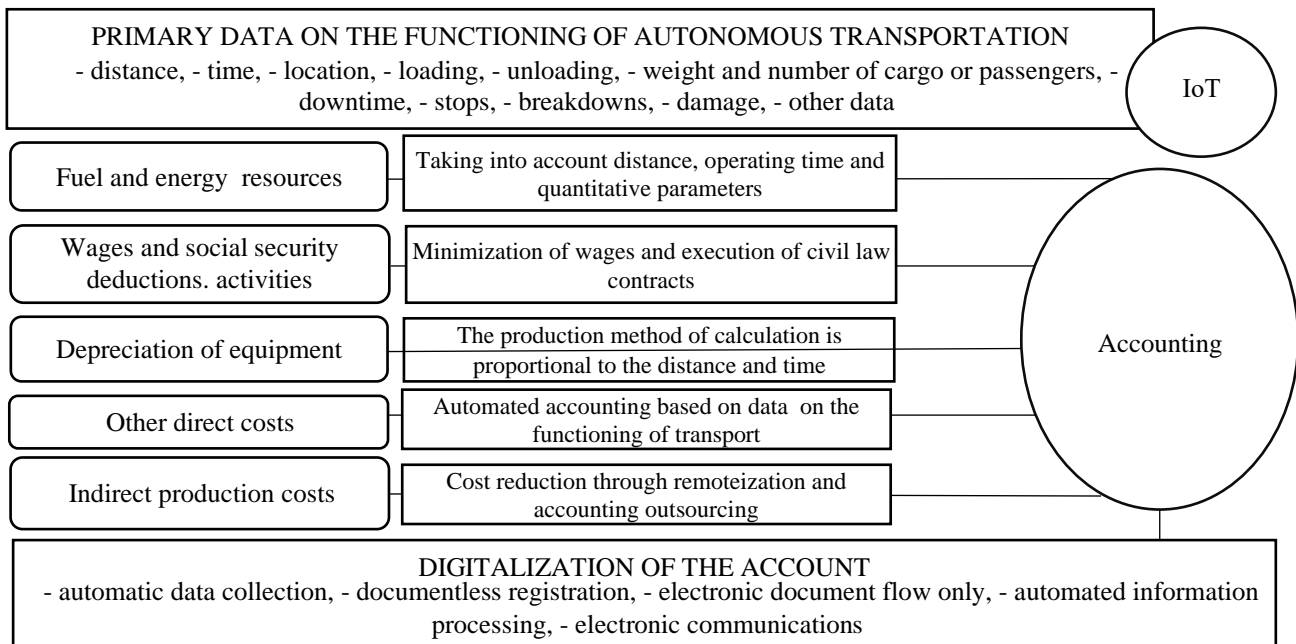 PRIMARY DATA ON THE FUNCTIONING OF AUTONOMOUS TRANSPORTATION
- distance, - time, - location, - loading, - unloading, - weight and number of cargo or passengers, -
downtime, - stops, - breakdowns, - damage, - other data
IoT
Fuel and energy resources
Taking into account distance, operating time and
quantitative parameters
Wages and social security
deductions. activities
Minimization of wages and execution of civil law
contracts
Depreciation of equipment
The production method of calculation is
proportional to the distance and time
Accounting
Other direct costs
Automated accounting based on data on the
functioning of transport
Indirect production costs
Cost reduction through remoteization and
accounting outsourcing
DIGITALIZATION OF THE ACCOUNT
- automatic data collection, - documentless registration, - electronic document flow only, - automated information
processing, - electronic communications